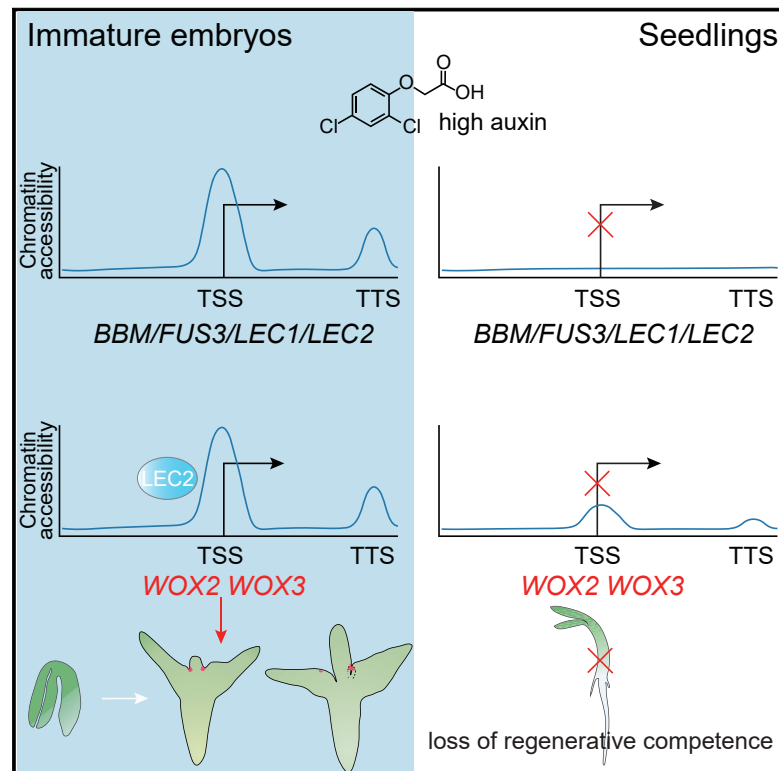 Immature embryos
Seedlings
O
O
OH
Cl
Cl
high auxin
Chromatin
accessibility
TSS
TTS
BBM/FUS3/LEC1/LEC2
TSS
TTS
BBM/FUS3/LEC1/LEC2
Chromatin
accessibility
LEC2
TSS
TTS
WOX2 WOX3
TSS
TTS
WOX2 WOX3
loss of regenerative competence